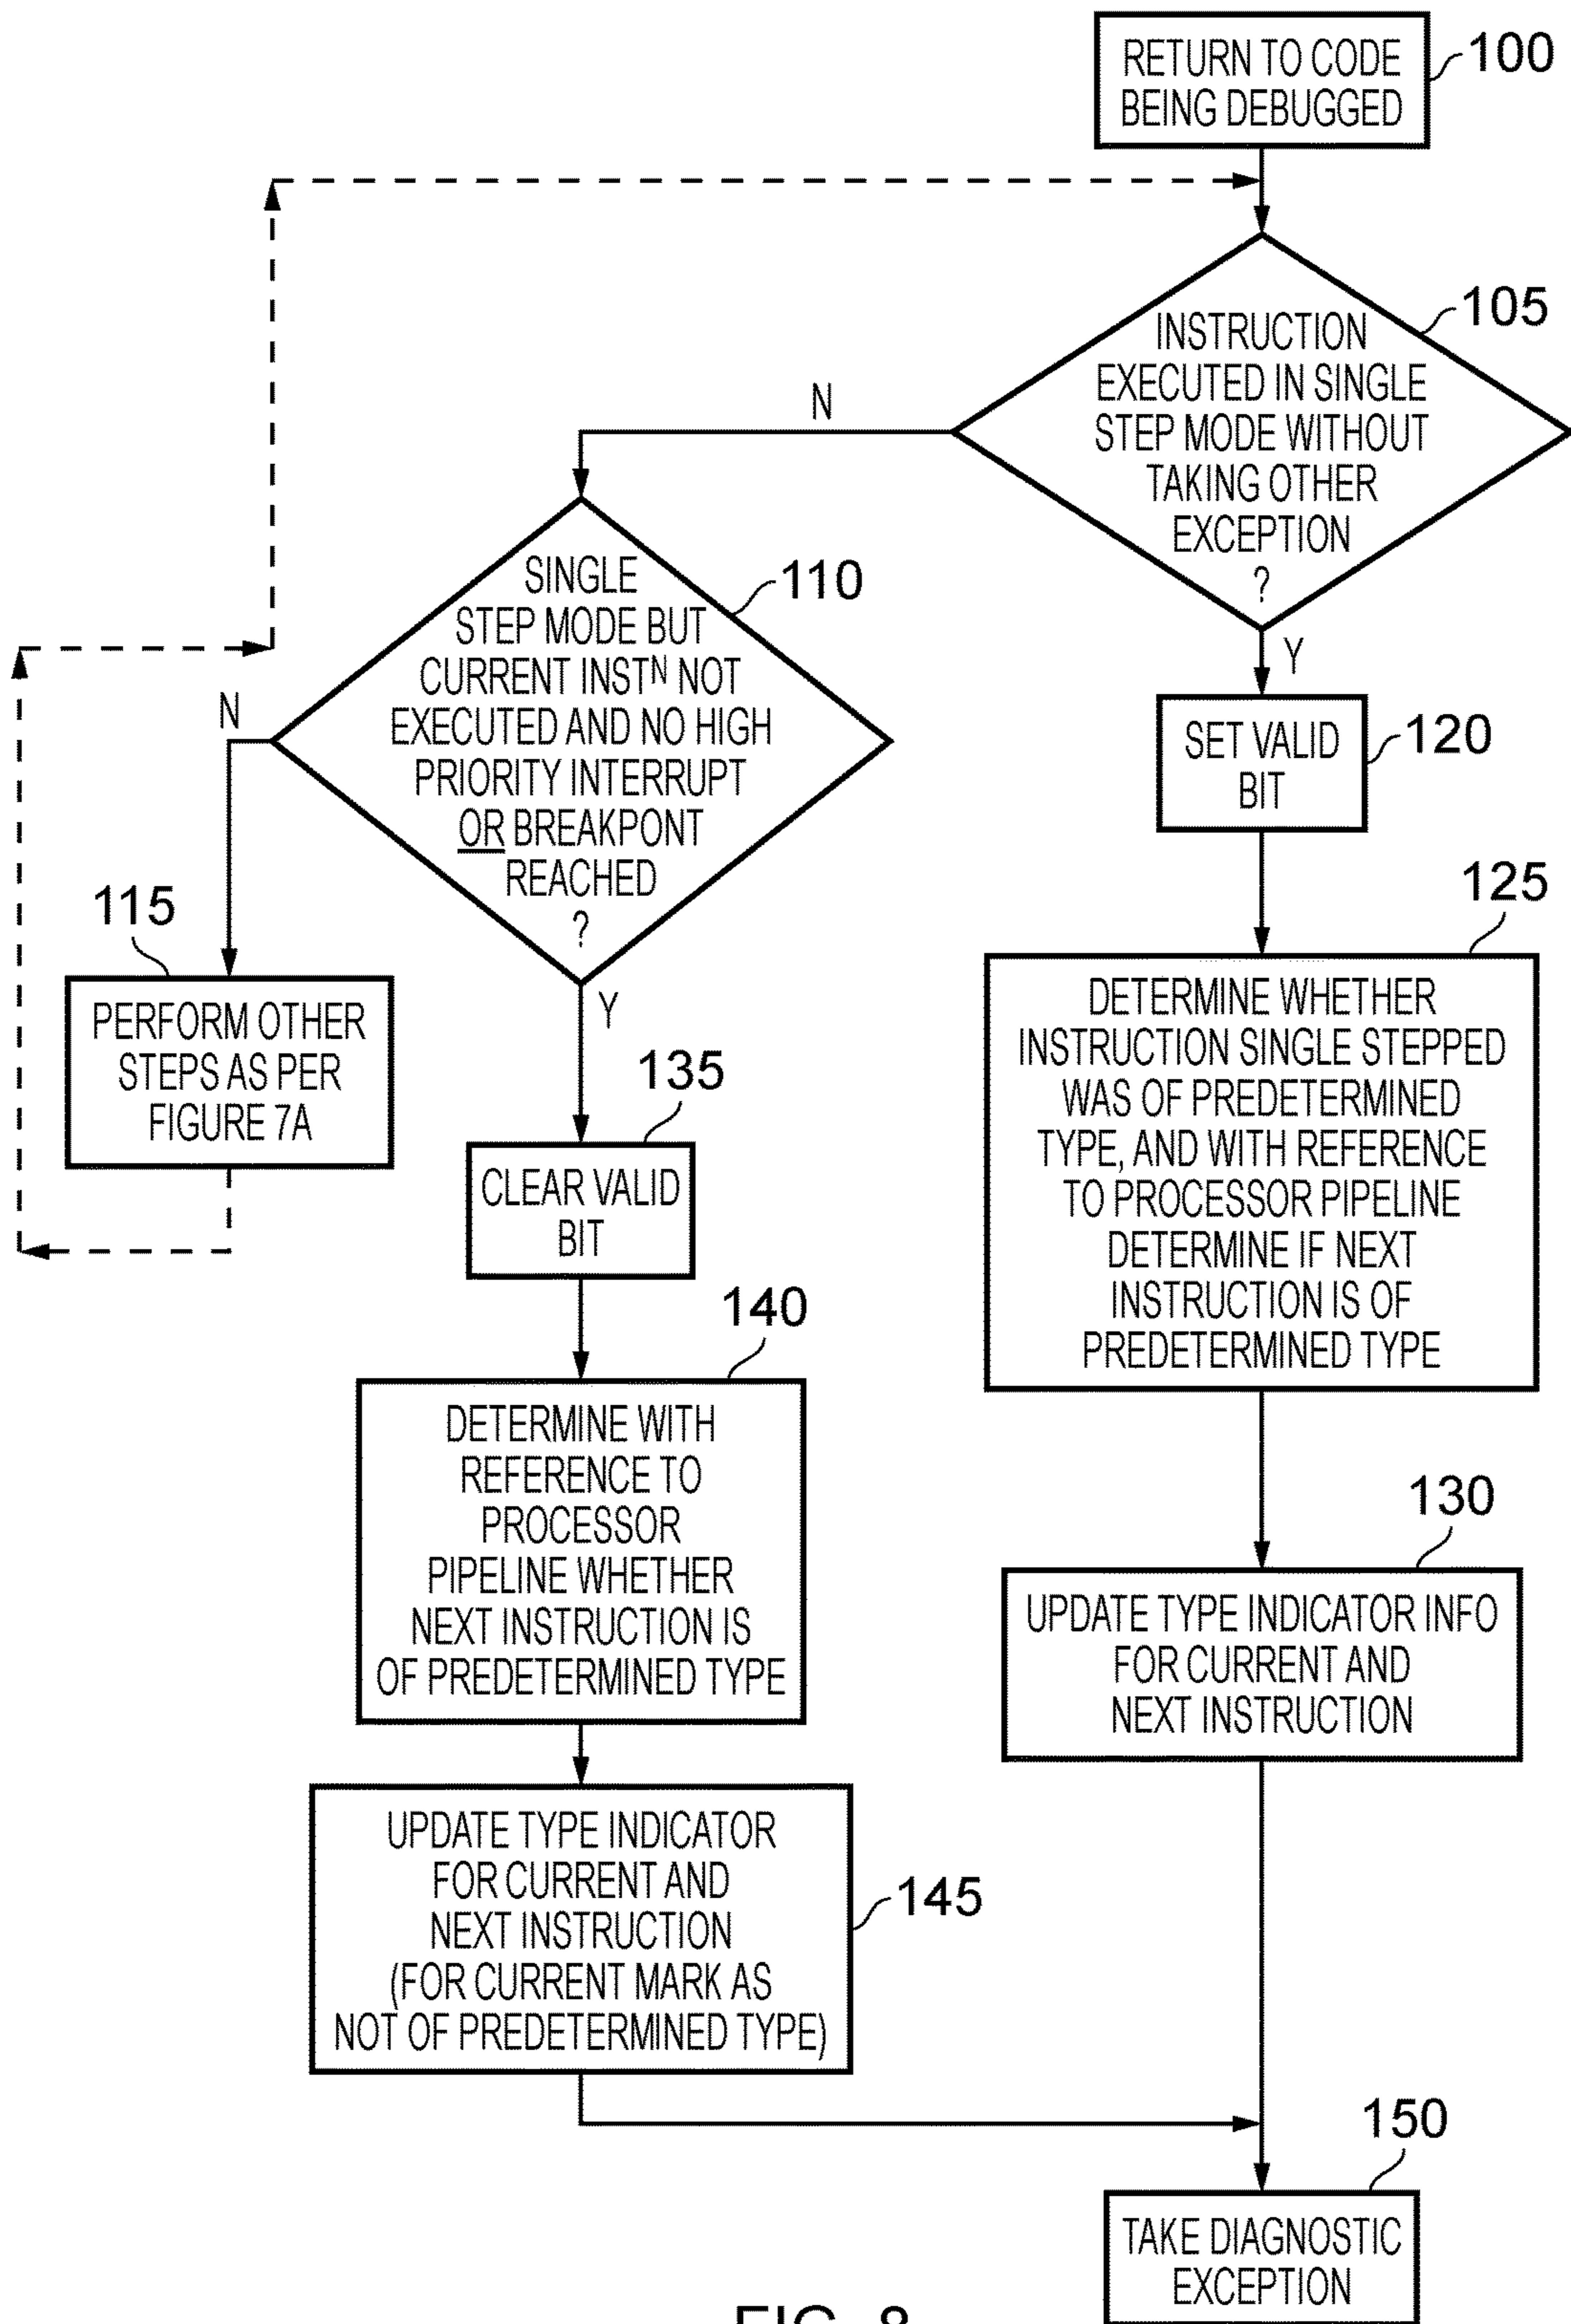 RETURN TO CODE
BEING DEBUGGED
100
INSTRUCTION
EXECUTED IN SINGLE
STEP MODE WITHOUT
TAKING OTHER
EXCEPTION
?
105
N
Y
SINGLE
STEP MODE BUT
CURRENT INSTᴺ NOT
EXECUTED AND NO HIGH
PRIORITY INTERRUPT
OR BREAKPONT
REACHED
?
110
N
Y
SET VALID
BIT
120
115
PERFORM OTHER
STEPS AS PER
FIGURE 7A
125
DETERMINE WHETHER
INSTRUCTION SINGLE STEPPED
WAS OF PREDETERMINED
TYPE, AND WITH REFERENCE
TO PROCESSOR PIPELINE
DETERMINE IF NEXT
INSTRUCTION IS OF
PREDETERMINED TYPE
135
CLEAR VALID
BIT
140
DETERMINE WITH
REFERENCE TO
PROCESSOR
PIPELINE WHETHER
NEXT INSTRUCTION IS
OF PREDETERMINED TYPE
130
UPDATE TYPE INDICATOR INFO
FOR CURRENT AND
NEXT INSTRUCTION
UPDATE TYPE INDICATOR
FOR CURRENT AND
NEXT INSTRUCTION
(FOR CURRENT MARK AS
NOT OF PREDETERMINED TYPE)
145
150
TAKE DIAGNOSTIC
EXCEPTION
FIG. 8